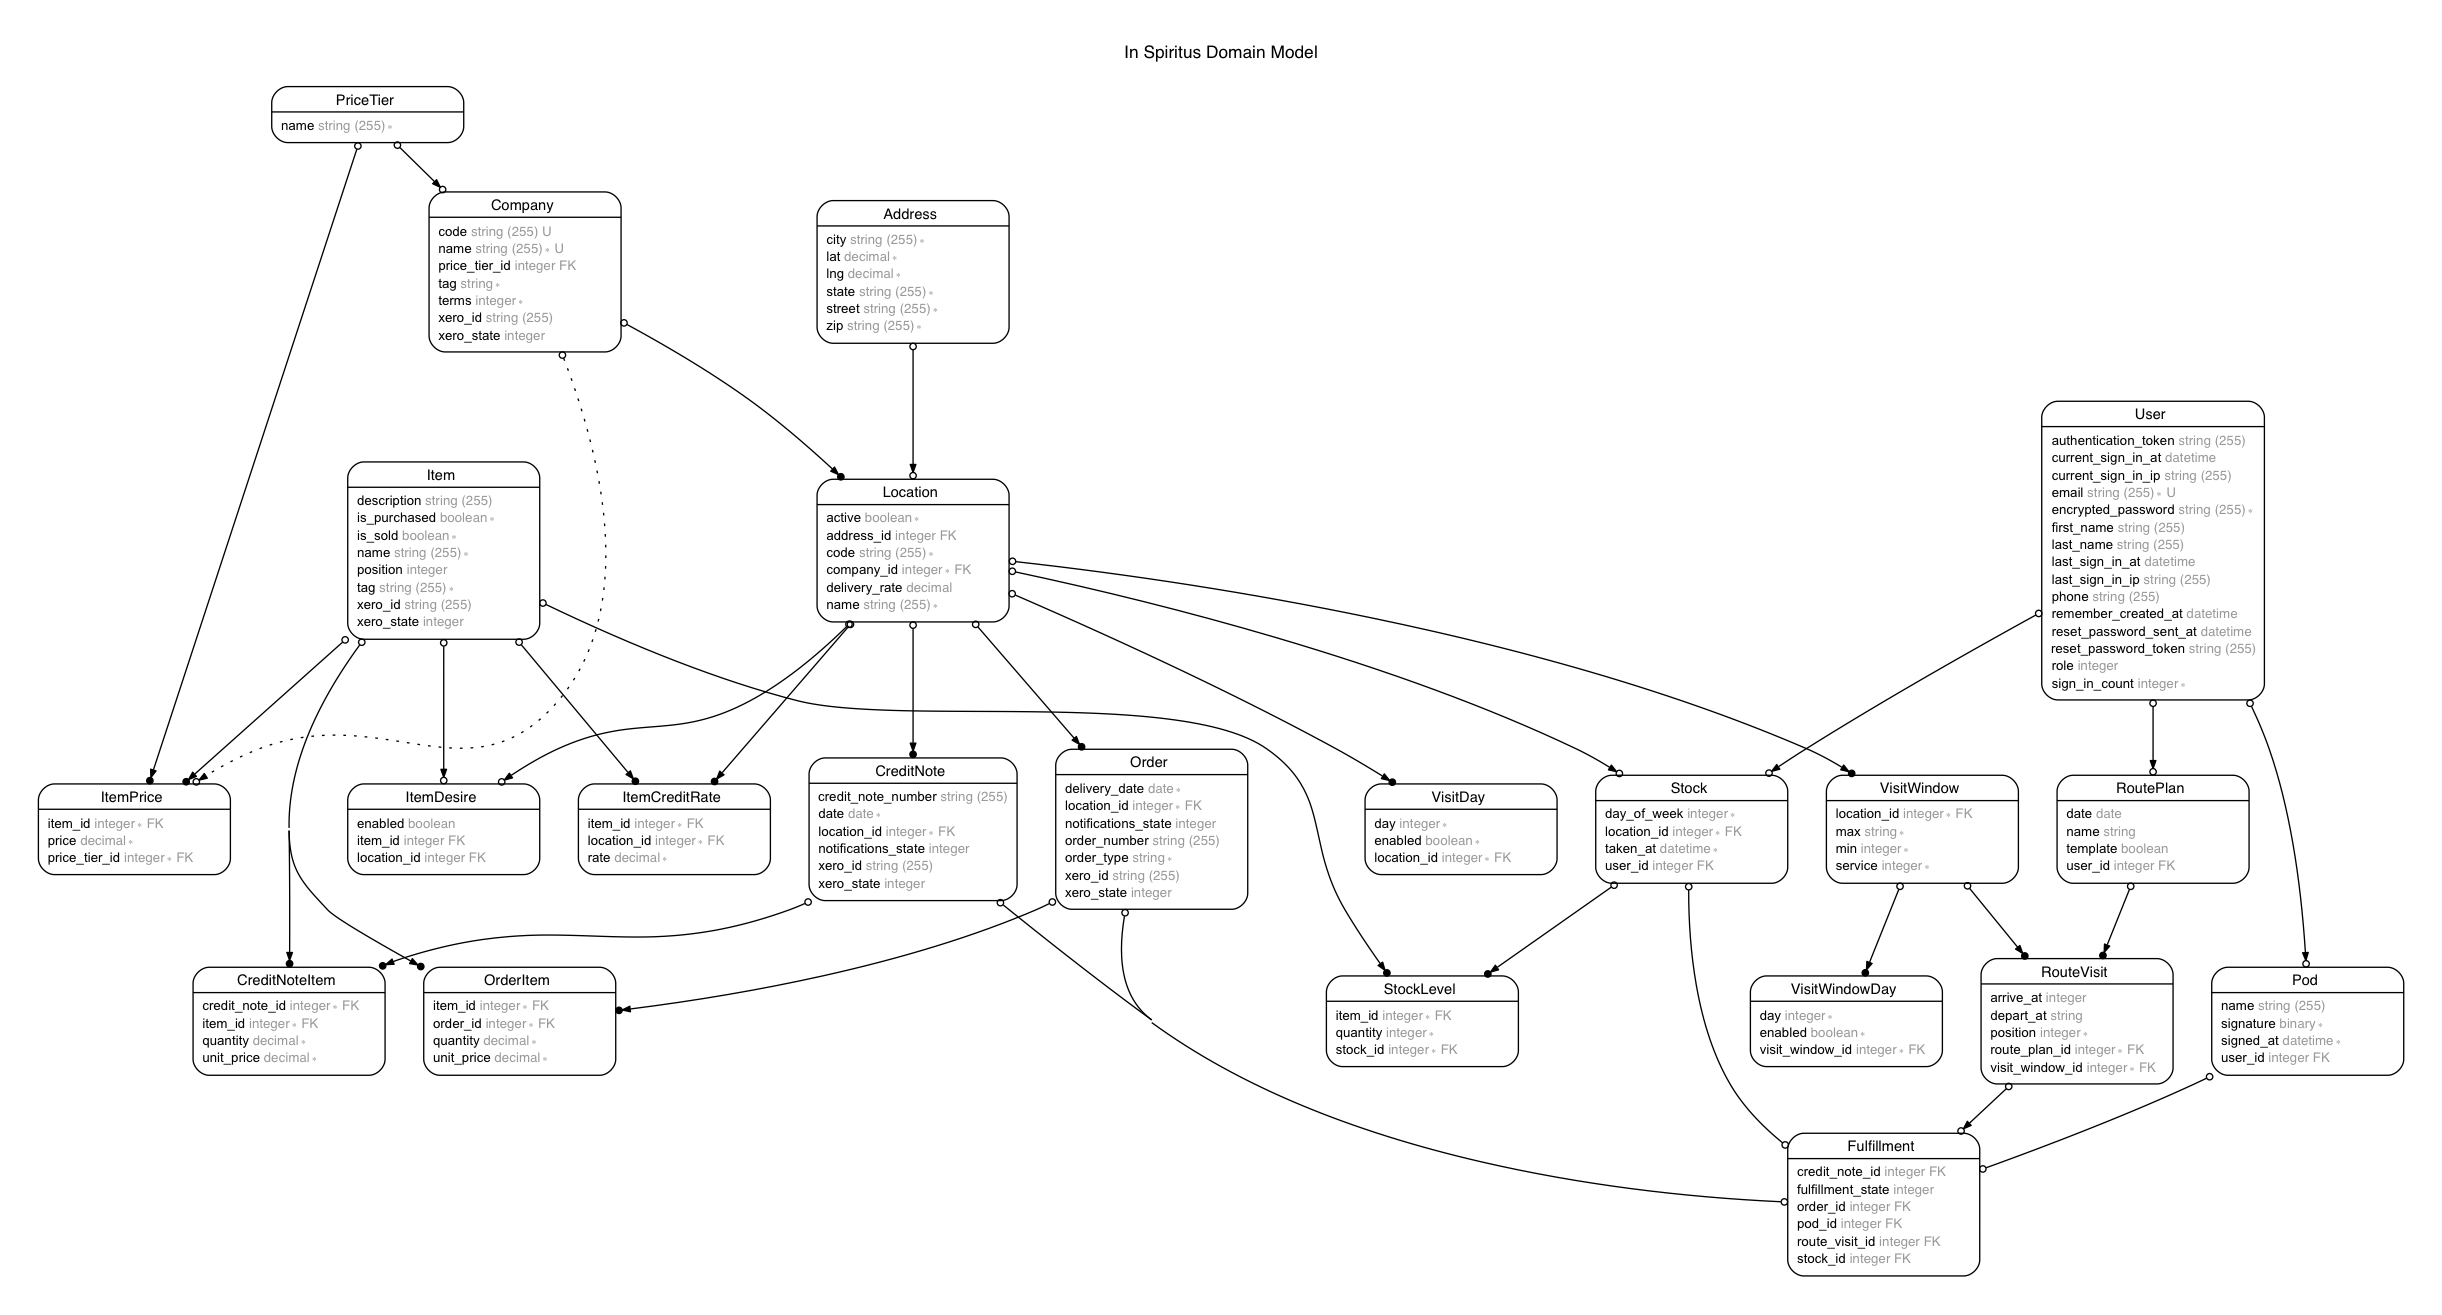 In Spiritus Domain Model
PriceTier
name string (255) ∗
Company
code string (255) U
name string (255) ∗ U
price_tier_id integer FK
tag string ∗
terms integer ∗
xero_id string (255)
xero_state integer
Address
city string (255) ∗
lat decimal ∗
lng decimal ∗
state string (255) ∗
street string (255) ∗
zip string (255) ∗
User
authentication_token string (255)
current_sign_in_at datetime
current_sign_in_ip string (255)
email string (255) ∗ U
encrypted_password string (255) ∗
first_name string (255)
last_name string (255)
last_sign_in_at datetime
last_sign_in_ip string (255)
phone string (255)
remember_created_at datetime
reset_password_sent_at datetime
reset_password_token string (255)
role integer
sign_in_count integer ∗
Item
description string (255)
is_purchased boolean ∗
is_sold boolean ∗
name string (255) ∗
position integer
tag string (255) ∗
xero_id string (255)
xero_state integer
Location
active boolean ∗
address_id integer FK
code string (255) ∗
company_id integer ∗ FK
delivery_rate decimal
name string (255) ∗
ItemPrice
item_id integer ∗ FK
price decimal ∗
price_tier_id integer ∗ FK
ItemDesire
enabled boolean
item_id integer FK
location_id integer FK
ItemCreditRate
item_id integer ∗ FK
location_id integer ∗ FK
rate decimal ∗
CreditNote
credit_note_number string (255)
date date ∗
location_id integer ∗ FK
notifications_state integer
xero_id string (255)
xero_state integer
Order
delivery_date date ∗
location_id integer ∗ FK
notifications_state integer
order_number string (255)
order_type string ∗
xero_id string (255)
xero_state integer
VisitDay
day integer ∗
enabled boolean ∗
location_id integer ∗ FK
Stock
day_of_week integer ∗
location_id integer ∗ FK
taken_at datetime ∗
user_id integer FK
VisitWindow
location_id integer ∗ FK
max string ∗
min integer ∗
service integer ∗
RoutePlan
date date
name string
template boolean
user_id integer FK
CreditNoteItem
credit_note_id integer ∗ FK
item_id integer ∗ FK
quantity decimal ∗
unit_price decimal ∗
OrderItem
item_id integer ∗ FK
order_id integer ∗ FK
quantity decimal ∗
unit_price decimal ∗
StockLevel
item_id integer ∗ FK
quantity integer ∗
stock_id integer ∗ FK
VisitWindowDay
day integer ∗
enabled boolean ∗
visit_window_id integer ∗ FK
RouteVisit
arrive_at integer
depart_at string
position integer ∗
route_plan_id integer ∗ FK
visit_window_id integer ∗ FK
Pod
name string (255)
signature binary ∗
signed_at datetime ∗
user_id integer FK
Fulfillment
credit_note_id integer FK
fulfillment_state integer
order_id integer FK
pod_id integer FK
route_visit_id integer FK
stock_id integer FK